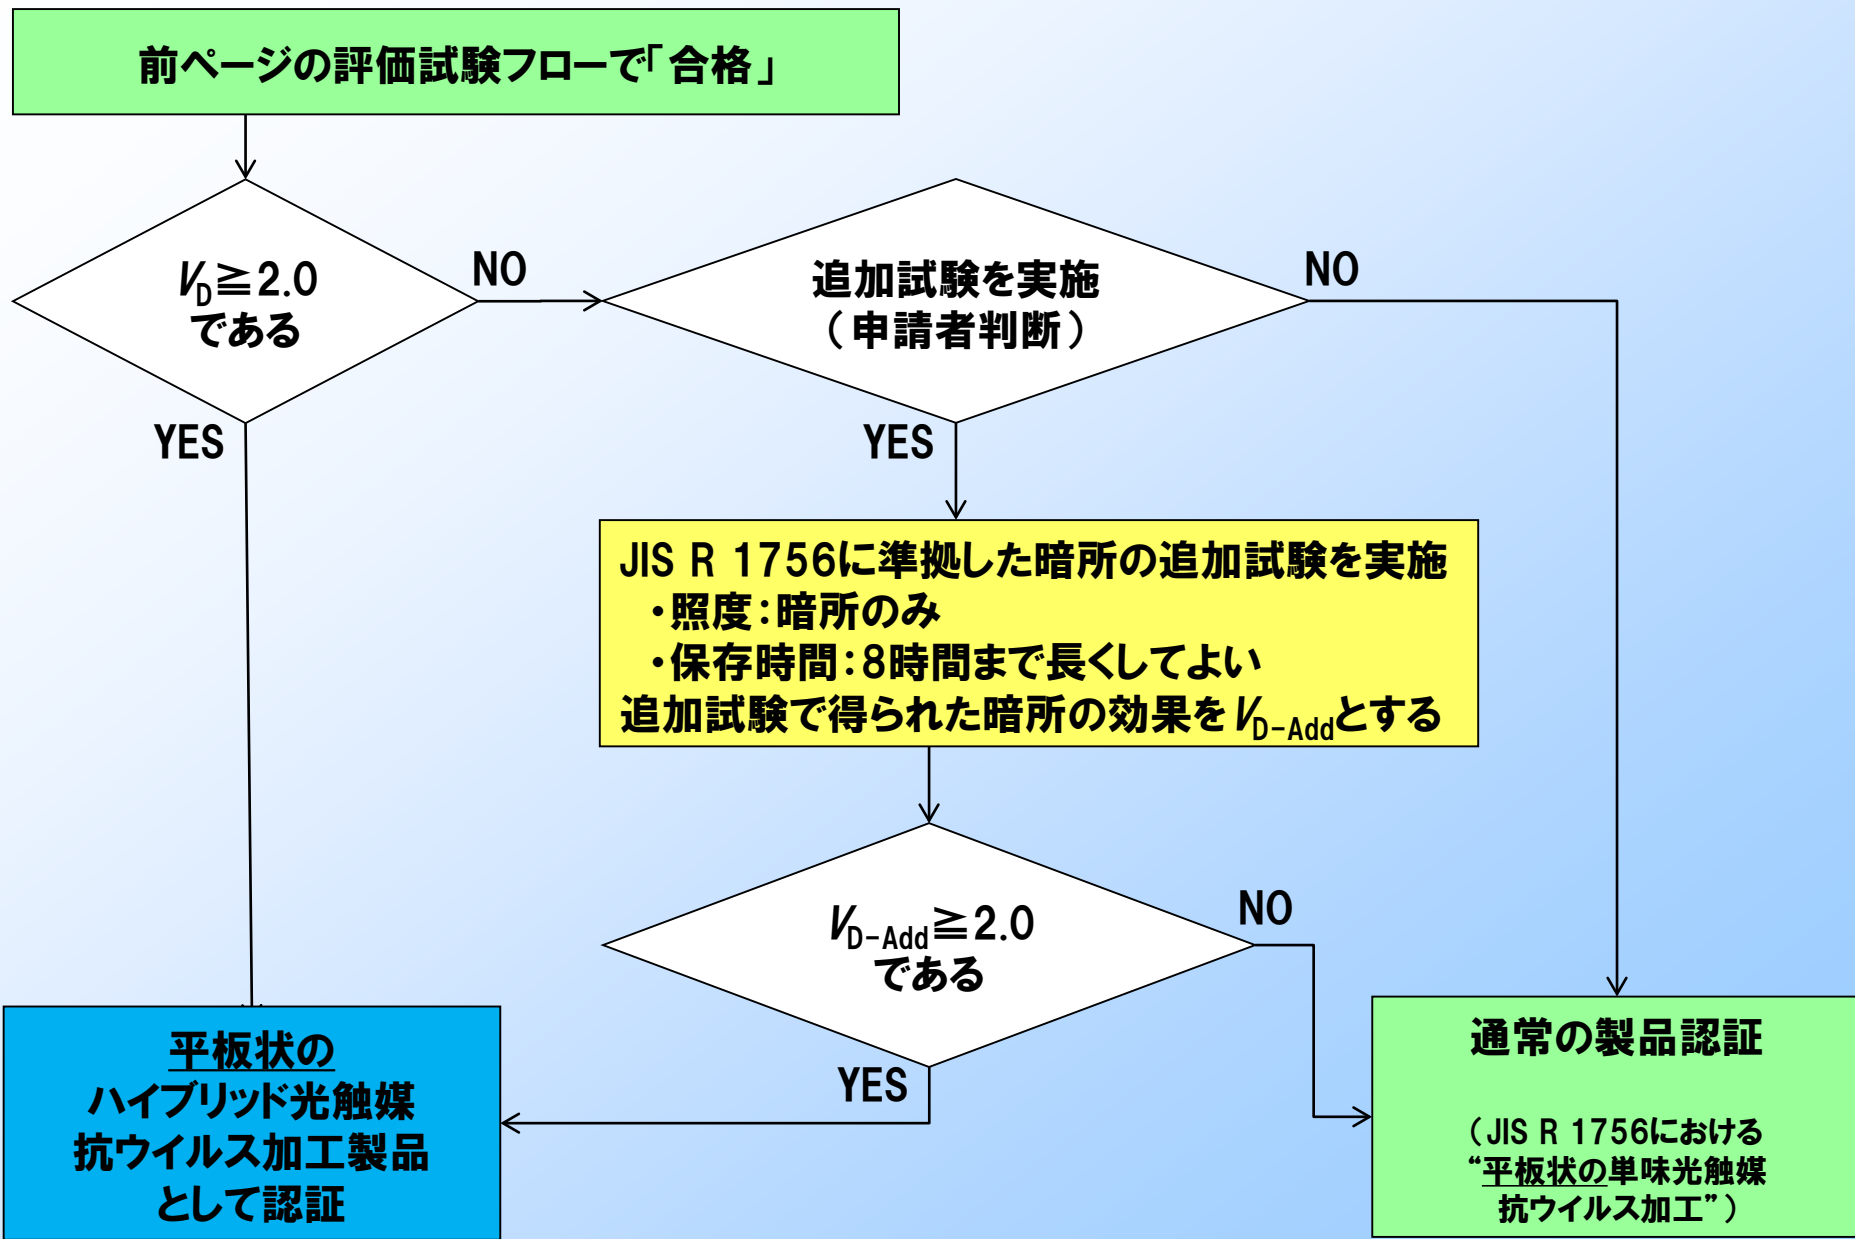 前ページの評価試験フローで「合格」
VD≧2.0
である
NO
追加試験を実施
（申請者判断）
NO
YES
YES
JIS R 1756に準拠した暗所の追加試験を実施
・照度：暗所のみ
・保存時間：8時間まで長くしてよい
追加試験で得られた暗所の効果をVD-Addとする
VD-Add≧2.0
である
NO
YES
平板状の
ハイブリッド光触媒
抗ウイルス加工製品
として認証
通常の製品認証
（JIS R 1756における
“平板状の単味光触媒
抗ウイルス加工”）